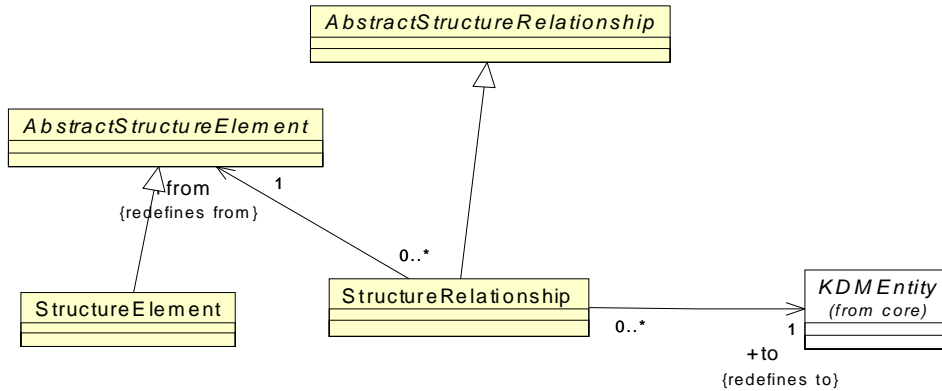 AbstractStructureRelationship
AbstractStructureElement
+from
1
{redefines from}
0..*
StructureElement
StructureRelationship
KDMEntity
(from core)
0..*
1
+to
{redefines to}